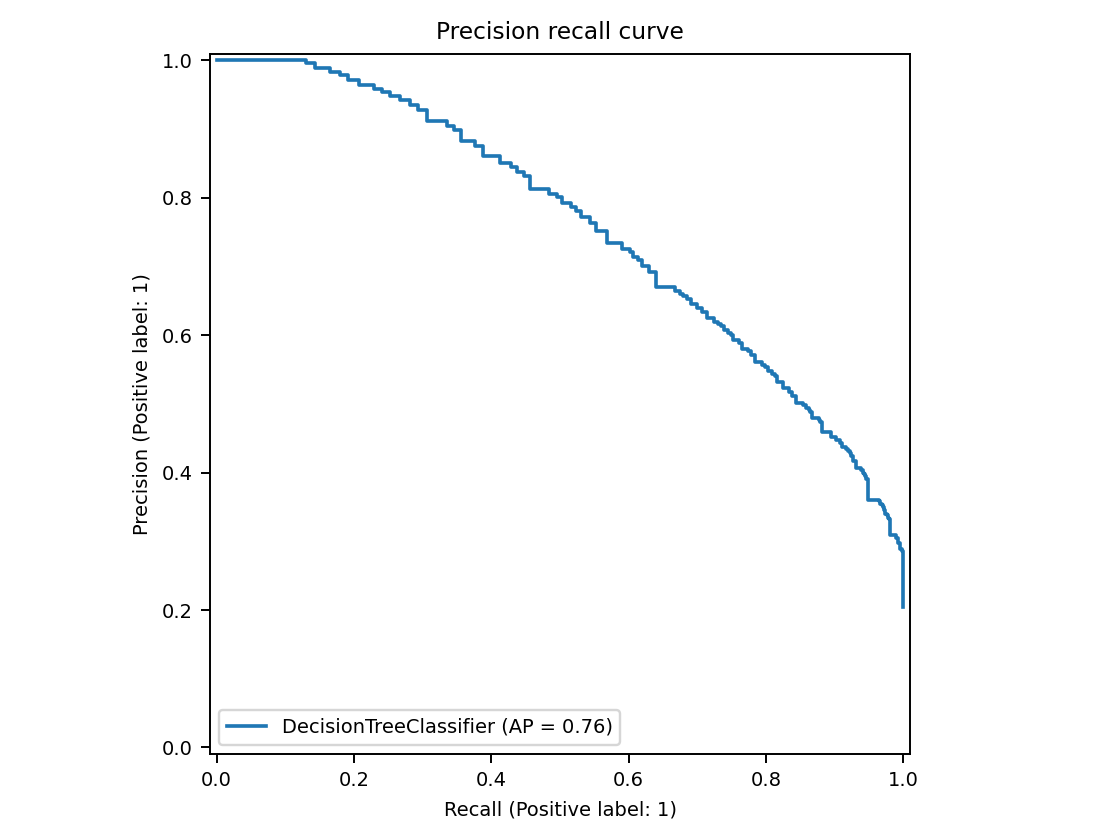 Precision recall curve
1.0
0.8
0.6
0.4
0.2
0.0
Precision (Positive label: 1)
DecisionTreeClassifier (AP = 0.76)
0.0 0.2 0.4 0.6 0.8 1.0
Recall (Positive label: 1)